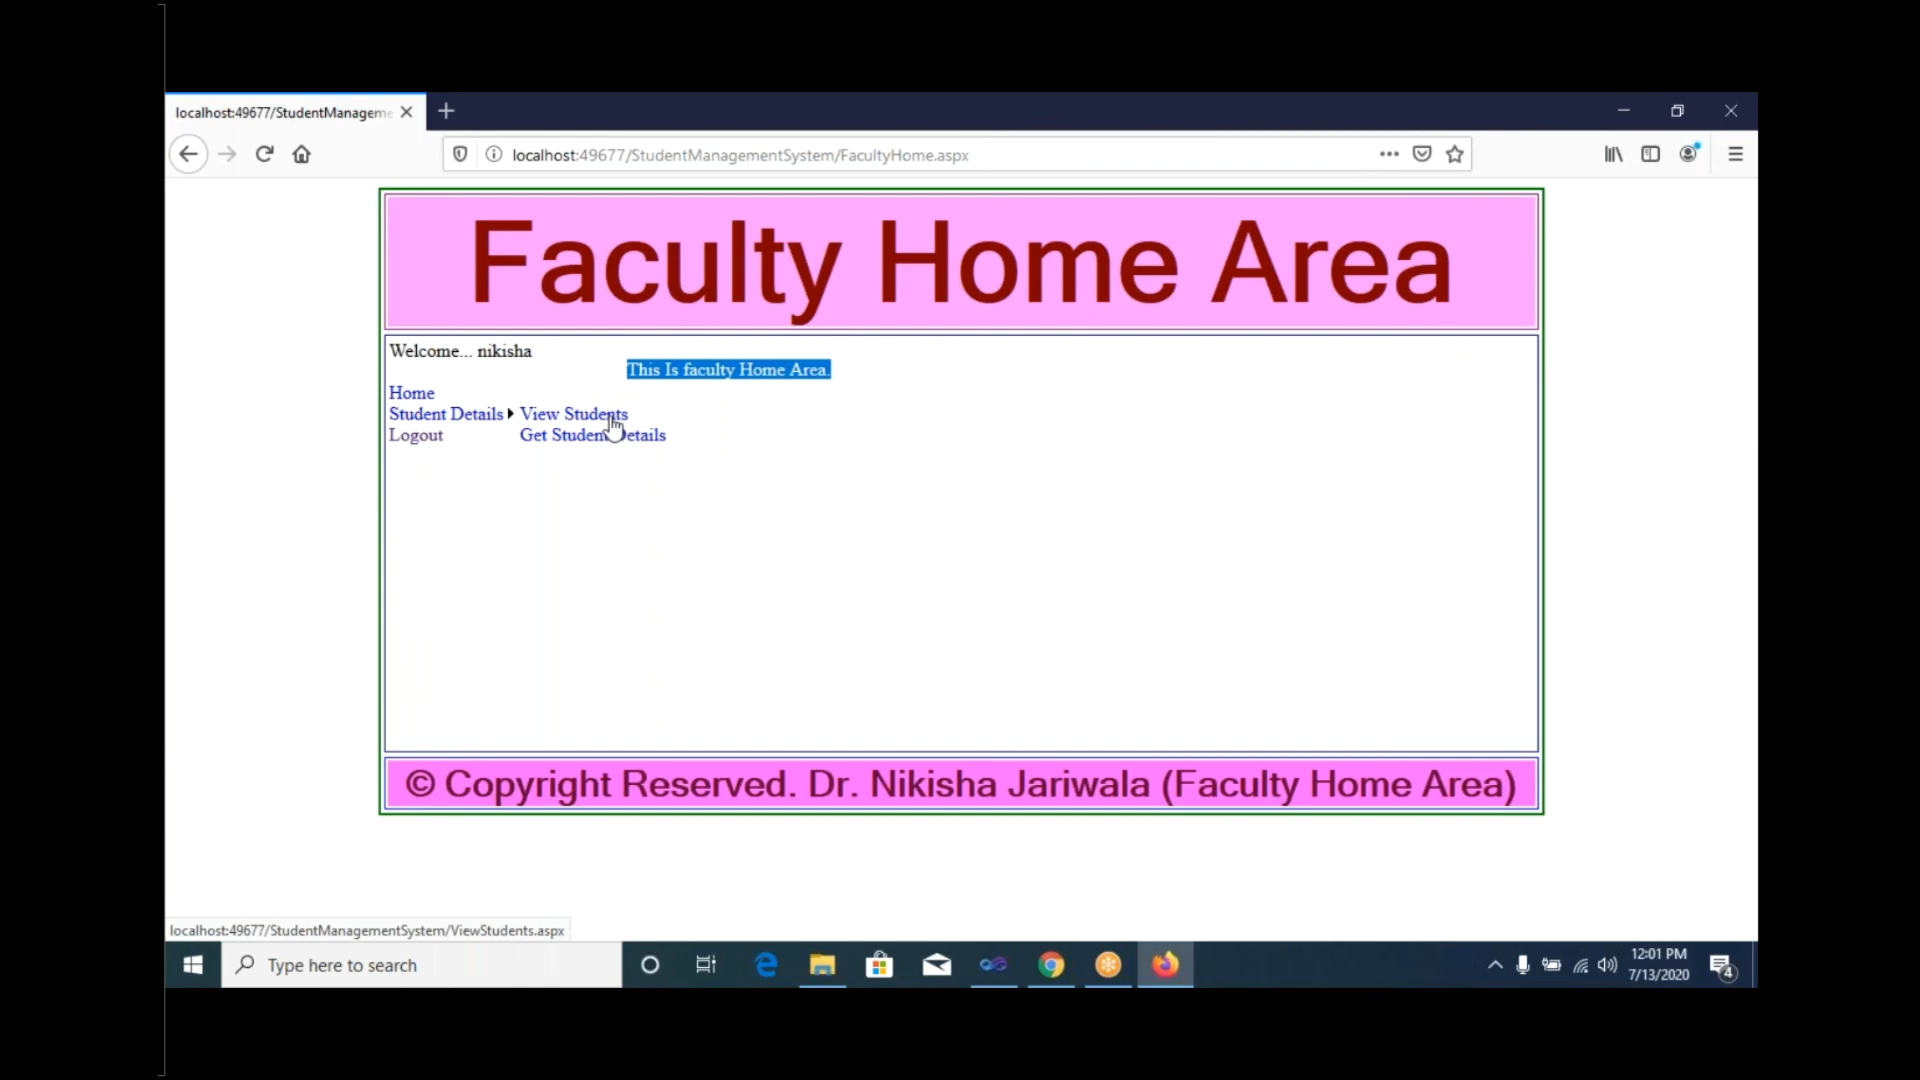 localhost:49677/StudentManageme
localhost:49677/StudentManagementSystem/FacultyHome.aspx
Faculty Home Area
Welcome... nikisha
This Is faculty Home Area.
Home
Student Details View Students
Logout Get Student Details
© Copyright Reserved. Dr. Nikisha Jariwala (Faculty Home Area)
localhost:49677/StudentManagementSystem/ViewStudents.aspx
Type here to search
12:01 PM
7/13/2020
4